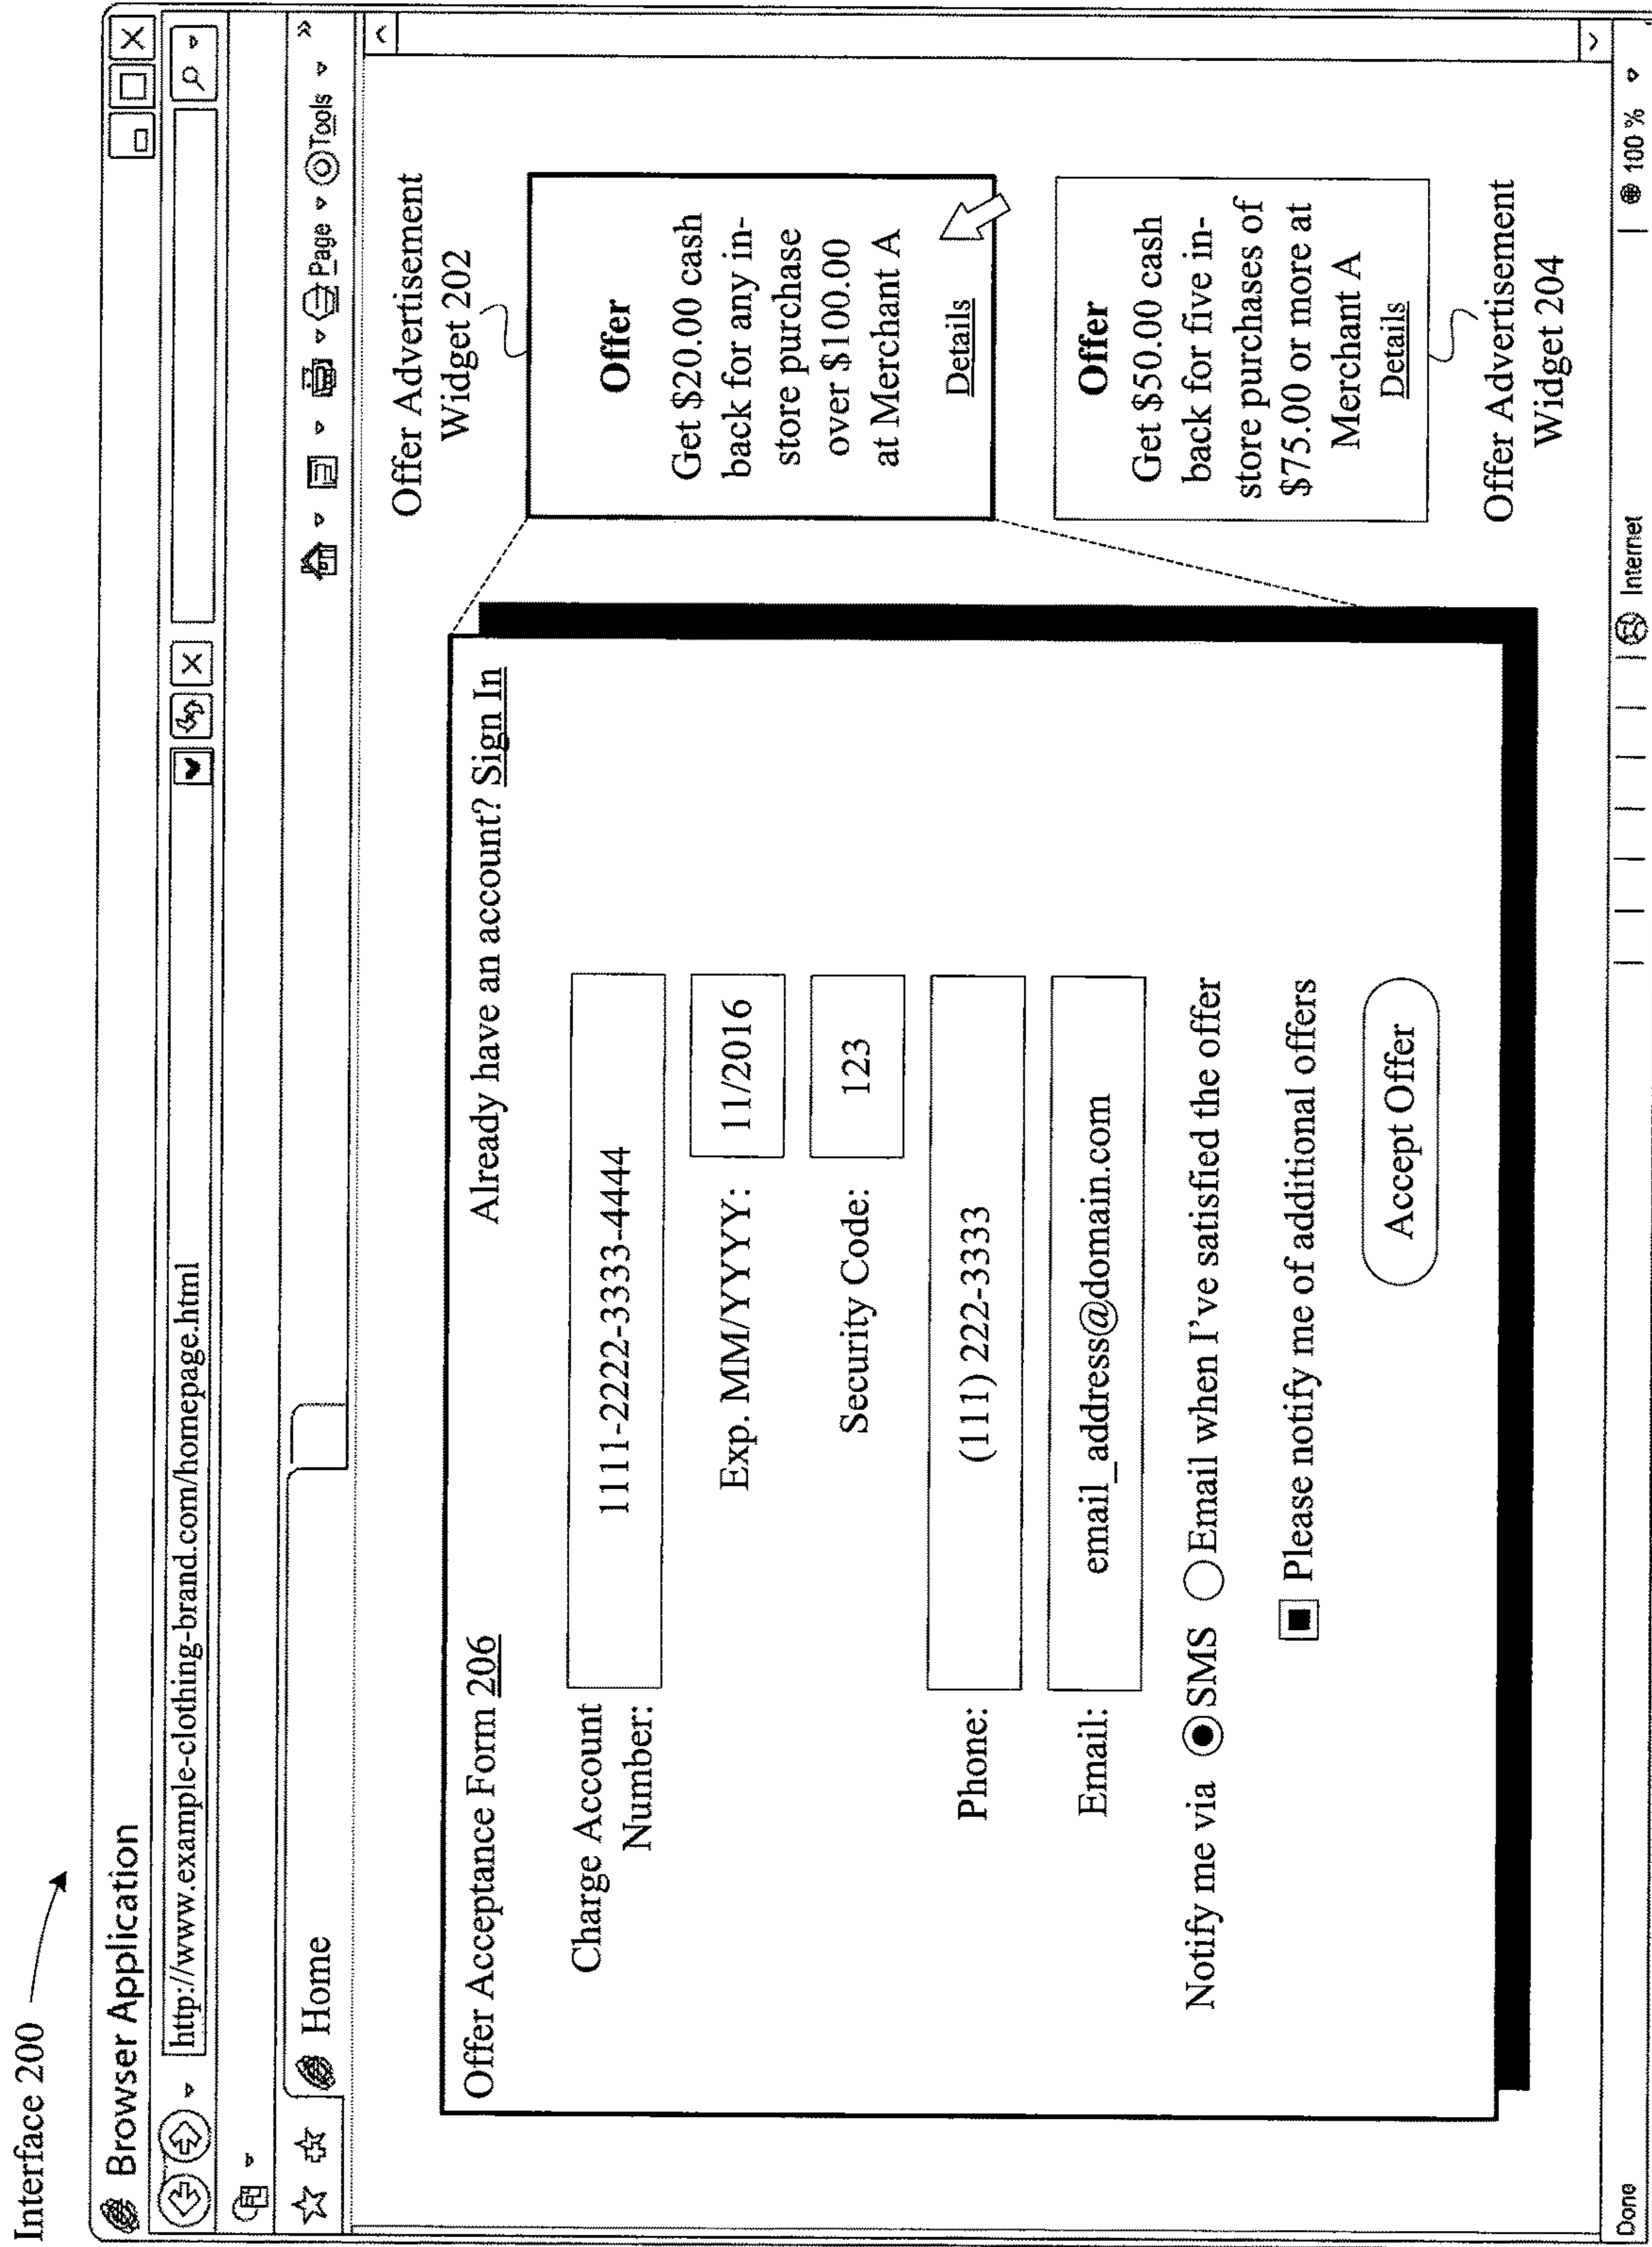 Interface 200
Browser Application
http://www.example-clothing-brand.com/homepage.html
Home
Page
Tools
Offer Acceptance Form 206
Already have an account? Sign In
Charge Account
Number:
1111-2222-3333-4444
Exp. MM/YYYY:
11/2016
Security Code:
123
Phone:
(111) 222-3333
Email:
email_address@domain.com
Notify me via SMS Email when I've satisfied the offer
Please notify me of additional offers
Accept Offer
Offer Advertisement
Widget 202
Offer
Get $20.00 cash
back for any in-
store purchase
over $100.00
at Merchant A
Details
Offer
Get $50.00 cash
back for five in-
store purchases of
$75.00 or more at
Merchant A
Details
Offer Advertisement
Widget 204
Done
Internet
100 %